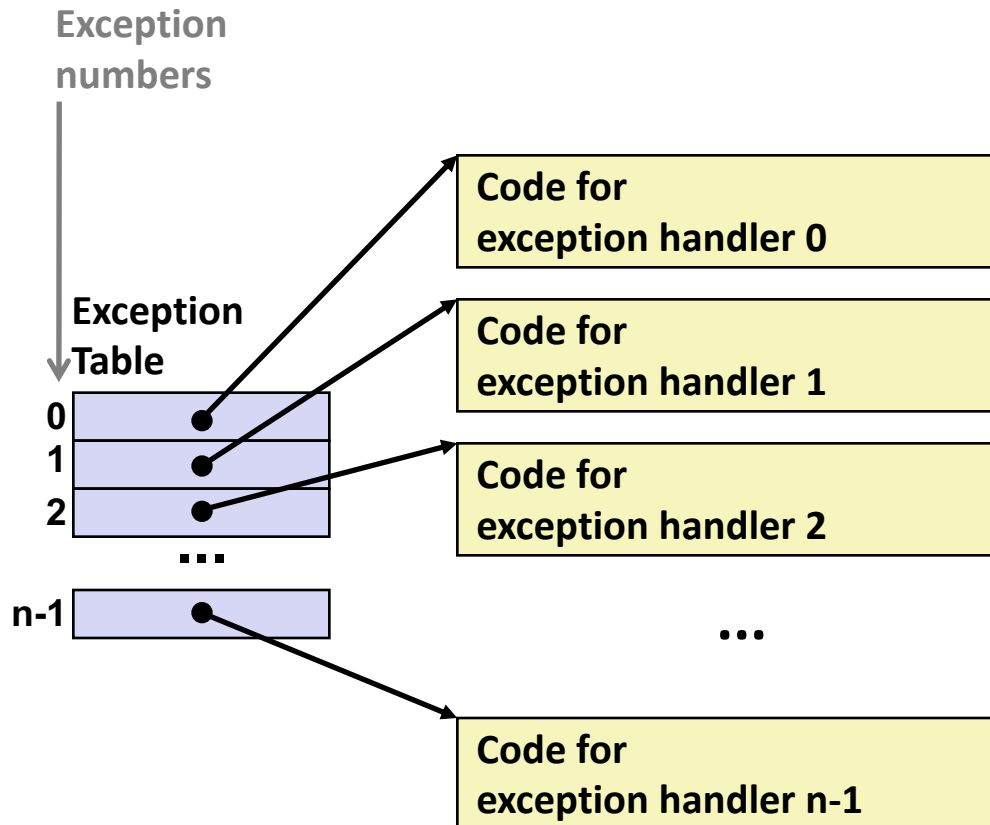 Exception
numbers
Code for
exception handler 0
Exception
Table
Code for
exception handler 1
0
1
2
...
n-1
Code for
exception handler 2
...
Code for
exception handler n-1